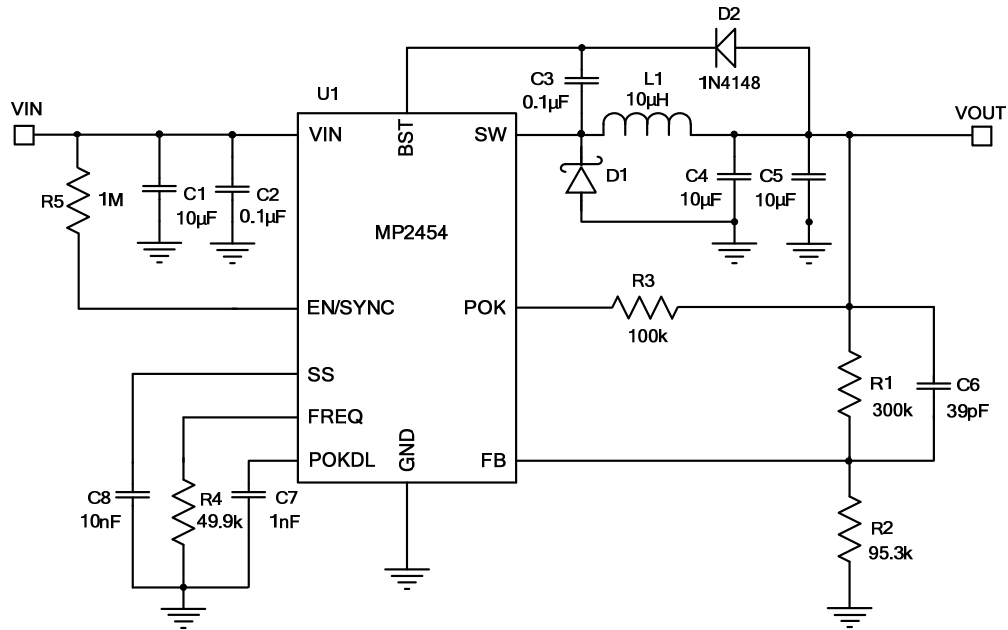 D2
1N4148
VIN
U1
C3
0.1µF
L1
10µH
VOUT
VIN
BST
SW
R5
1M
C1
10µF
C2
0.1µF
D1
C4
10µF
C5
10µF
MP2454
EN/SYNC
POK
R3
100k
SS
R1
300k
C6
39pF
FREQ
POKDL
GND
FB
C8
10nF
R4
49.9k
C7
1nF
R2
95.3k